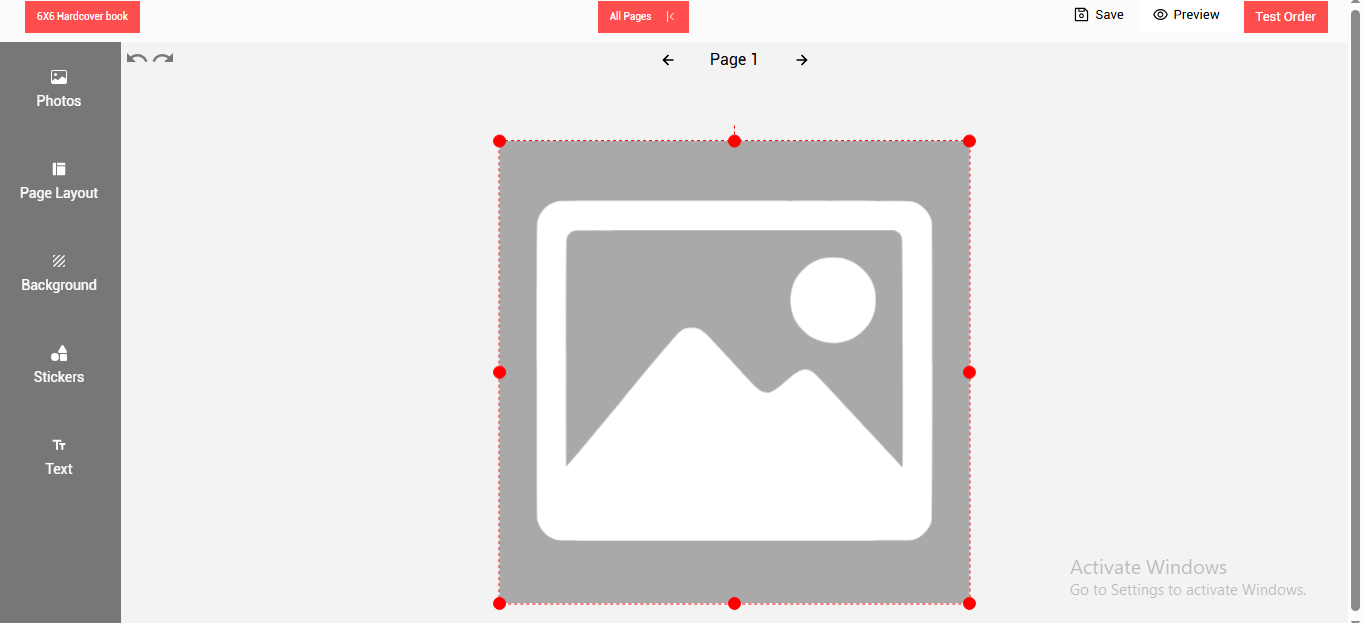 6X6 Hardcover book
All Pages
Save
Preview
Test Order
Page 1
Photos
Page Layout
Background
Stickers
Text
Activate Windows
Go to Settings to activate Windows.